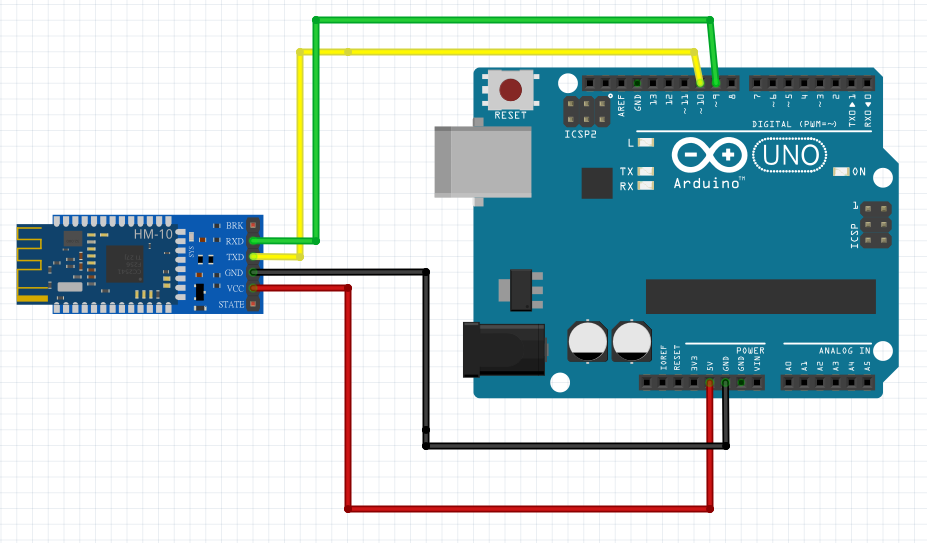 HM-10
SYS
BRK
RXD
TXD
GND
VCC
STATE
RESET
ICSP2
AREF
GND
13
12
~11
~10
~9
8
7
~6
~5
4
~3
2
TXD▶1
RXD◀0
DIGITAL (PWM=~)
L
TX
RX
Arduino™
UNO
ON
1
ICSP
IOREF
RESET
3V3
5V
GND
GND
VIN
POWER
A0
A1
A2
A3
A4
A5
ANALOG IN